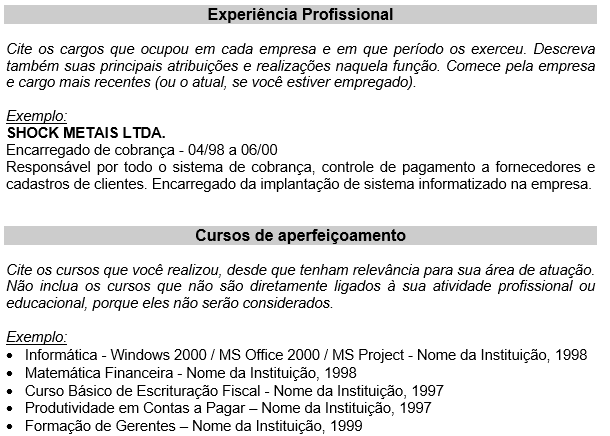 Experiência Profissional
Cite os cargos que ocupou em cada empresa e em que período os exerceu. Descreva
também suas principais atribuições e realizações naquela função. Comece pela empresa
e cargo mais recentes (ou o atual, se você estiver empregado).
Exemplo:
SHOCK METAIS LTDA.
Encarregado de cobrança - 04/98 a 06/00
Responsável por todo o sistema de cobrança, controle de pagamento a fornecedores e
cadastros de clientes. Encarregado da implantação de sistema informatizado na empresa.
Cursos de aperfeiçoamento
Cite os cursos que você realizou, desde que tenham relevância para sua área de atuação.
Não inclua os cursos que não são diretamente ligados à sua atividade profissional ou
educacional, porque eles não serão considerados.
Exemplo:
• Informática - Windows 2000 / MS Office 2000 / MS Project - Nome da Instituição, 1998
• Matemática Financeira - Nome da Instituição, 1998
• Curso Básico de Escrituração Fiscal - Nome da Instituição, 1997
• Produtividade em Contas a Pagar – Nome da Instituição, 1997
• Formação de Gerentes – Nome da Instituição, 1999